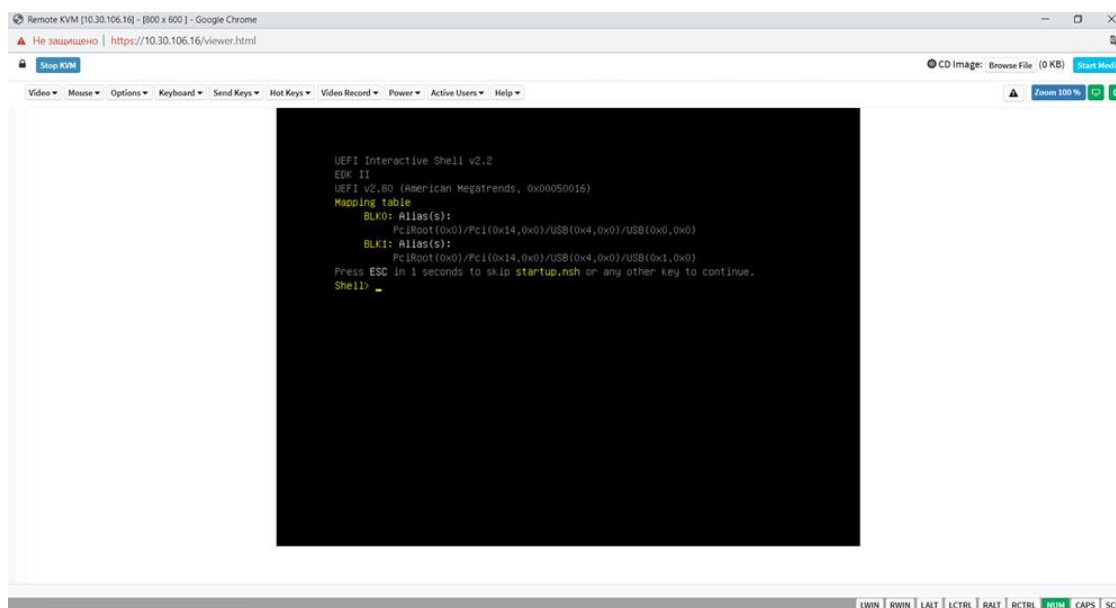 Remote KVM [10.30.106.16] - [800 x 600 ] - Google Chrome
Не защищено | https://10.30.106.16/viewer.html
Stop KVM
CD Image: Browse File (0 KB) Start Medi
Video Mouse Options Keyboard Send Keys Hot Keys Video Record Power Active Users Help Zoom 100 %
UEFI Interactive Shell v2.2
EDK II
UEFI v2.80 (American Megatrends, 0x00050016)
Mapping table
BLK0: Alias(s):
PciRoot(0x0)/Pci(0x14,0x0)/USB(0x4,0x0)/USB(0x0,0x0)
BLK1: Alias(s):
PciRoot(0x0)/Pci(0x14,0x0)/USB(0x4,0x0)/USB(0x1,0x0)
Press ESC in 1 seconds to skip startup.nsh or any other key to continue.
Shell> _
LWIN RWIN LALT LCTRL RALT RCTRL NUM CAPS SC